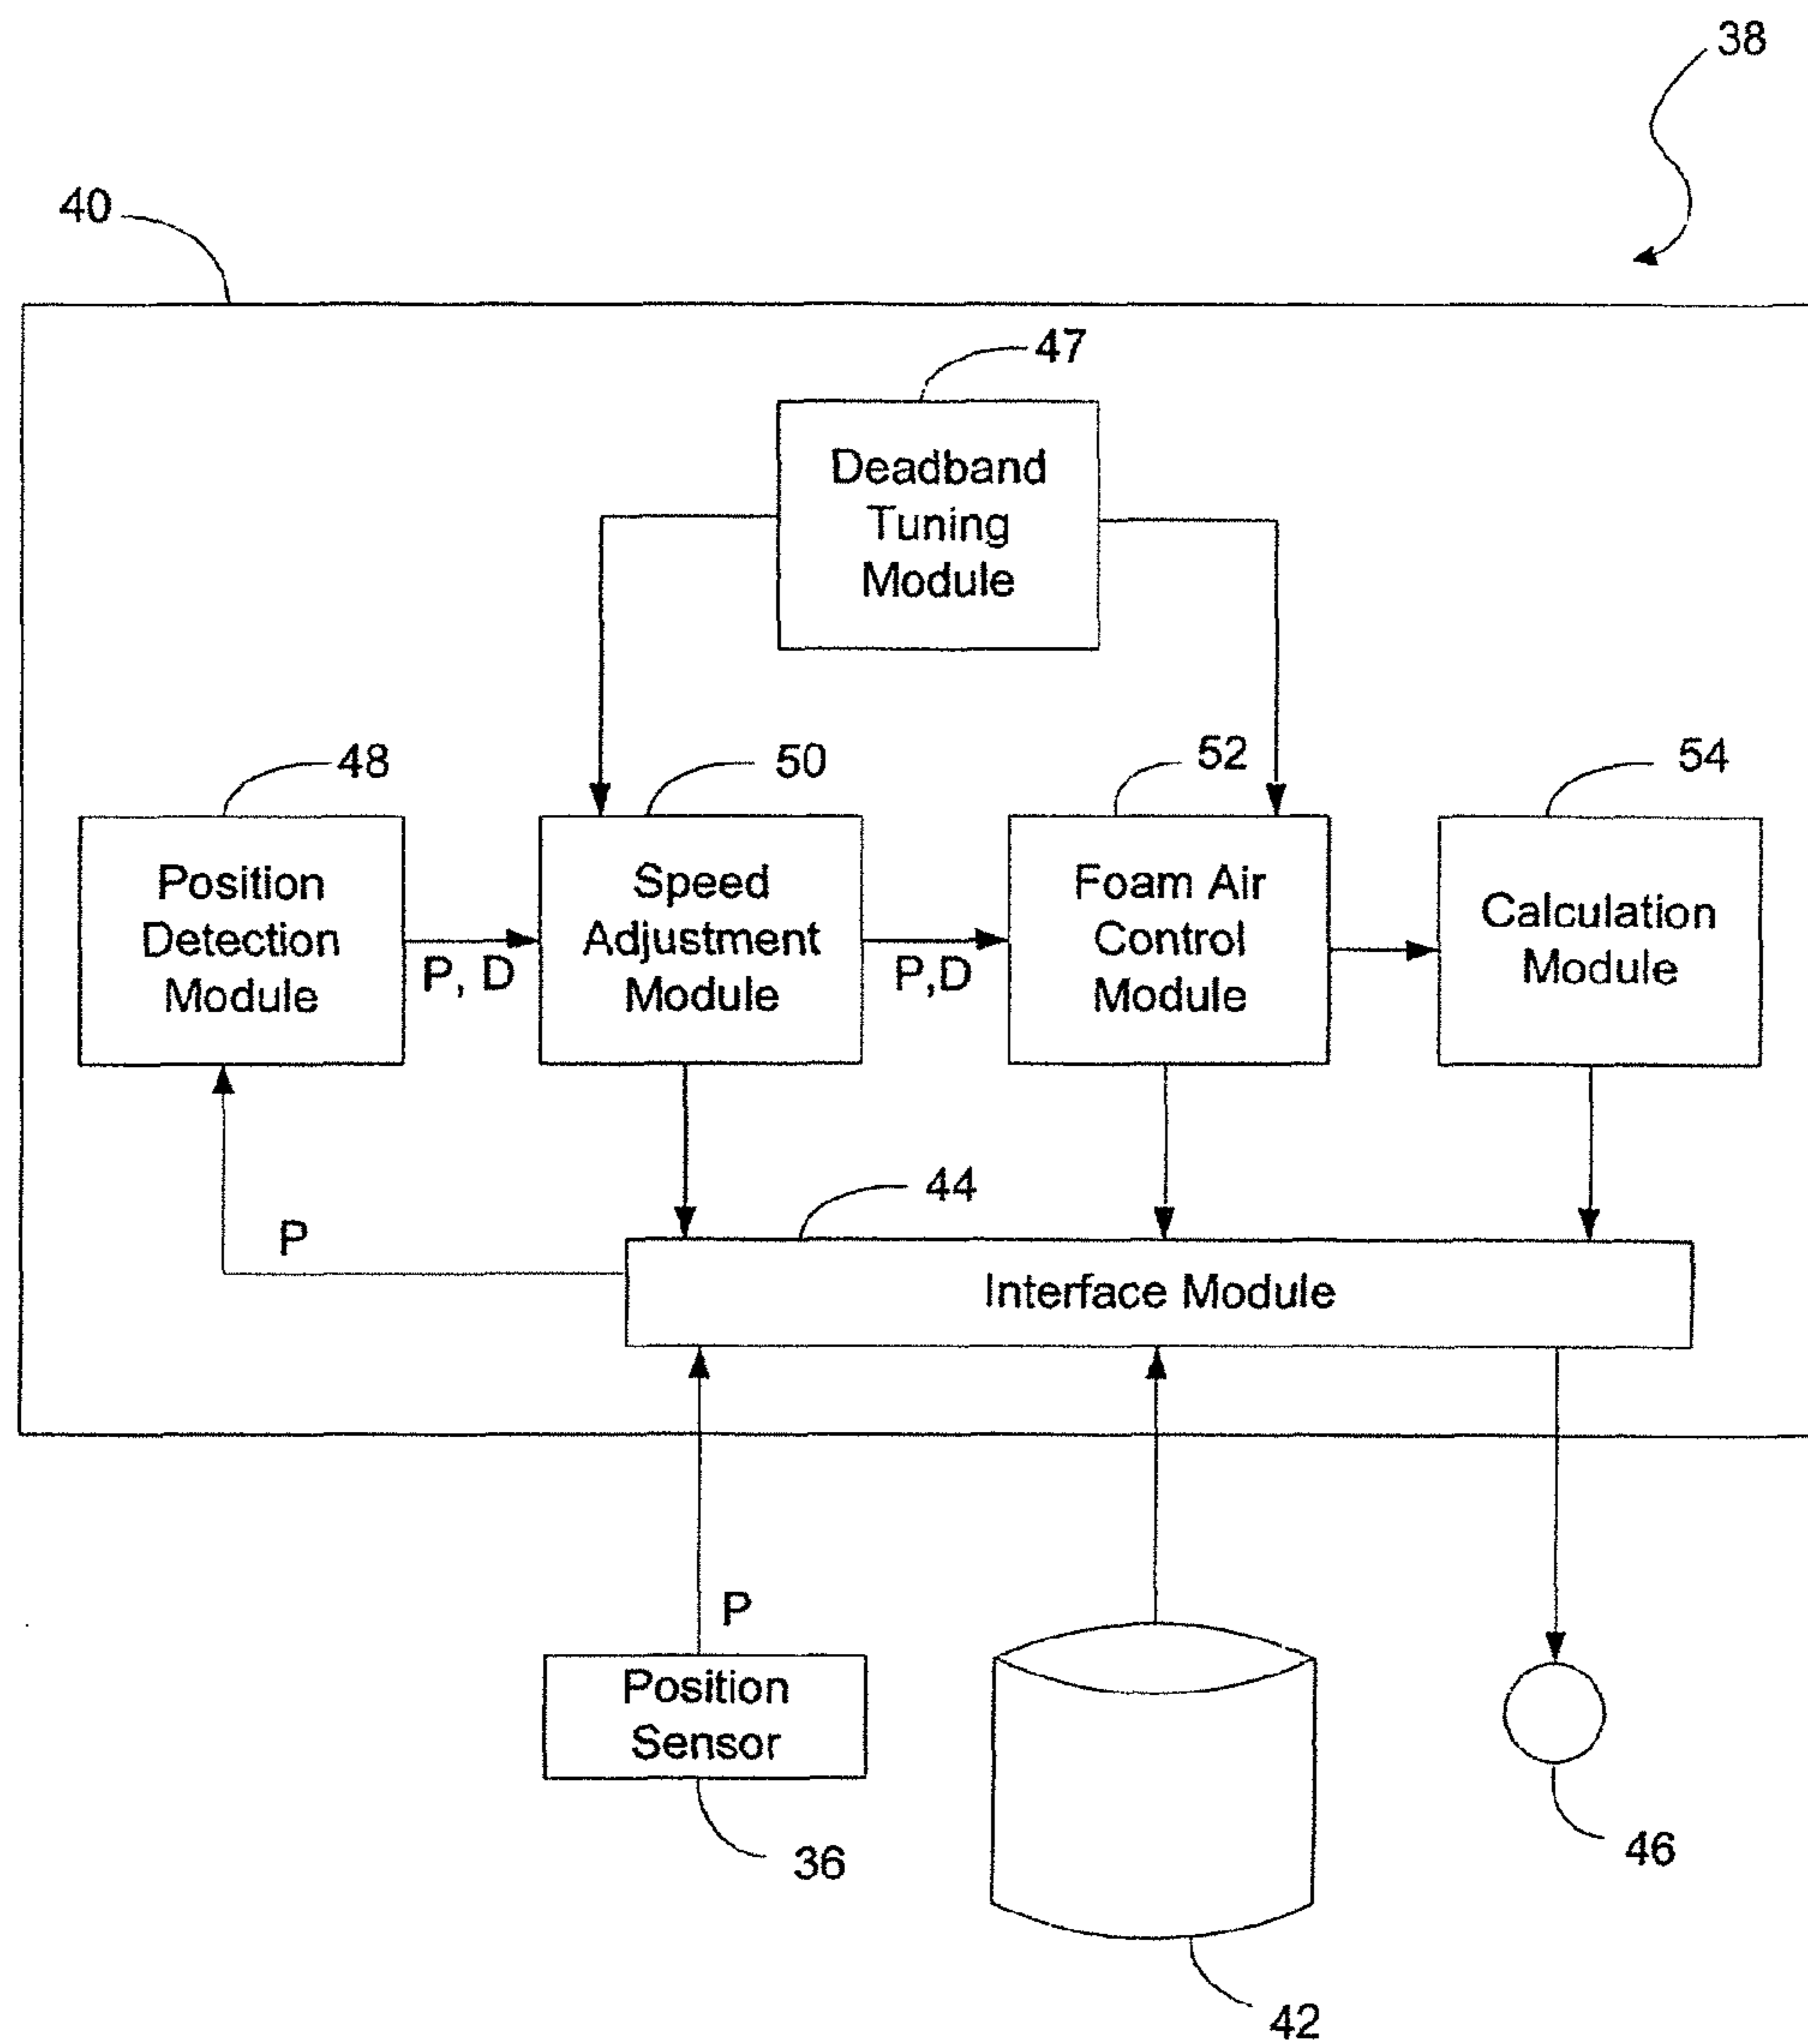 38
40
47
Deadband
Tuning
Module
48
50
52
54
Position
Detection
Module
P, D
Speed
Adjustment
Module
P,D
Foam Air
Control
Module
Calculation
Module
44
P
Interface Module
P
Position
Sensor
36
46
42